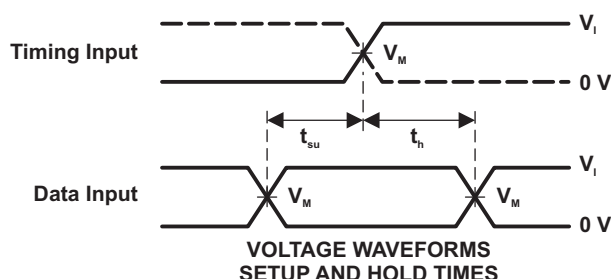 V_I
Timing Input
V_M
0 V
t_su
t_h
V_I
Data Input
V_M
V_M
0 V
VOLTAGE WAVEFORMS
SETUP AND HOLD TIMES